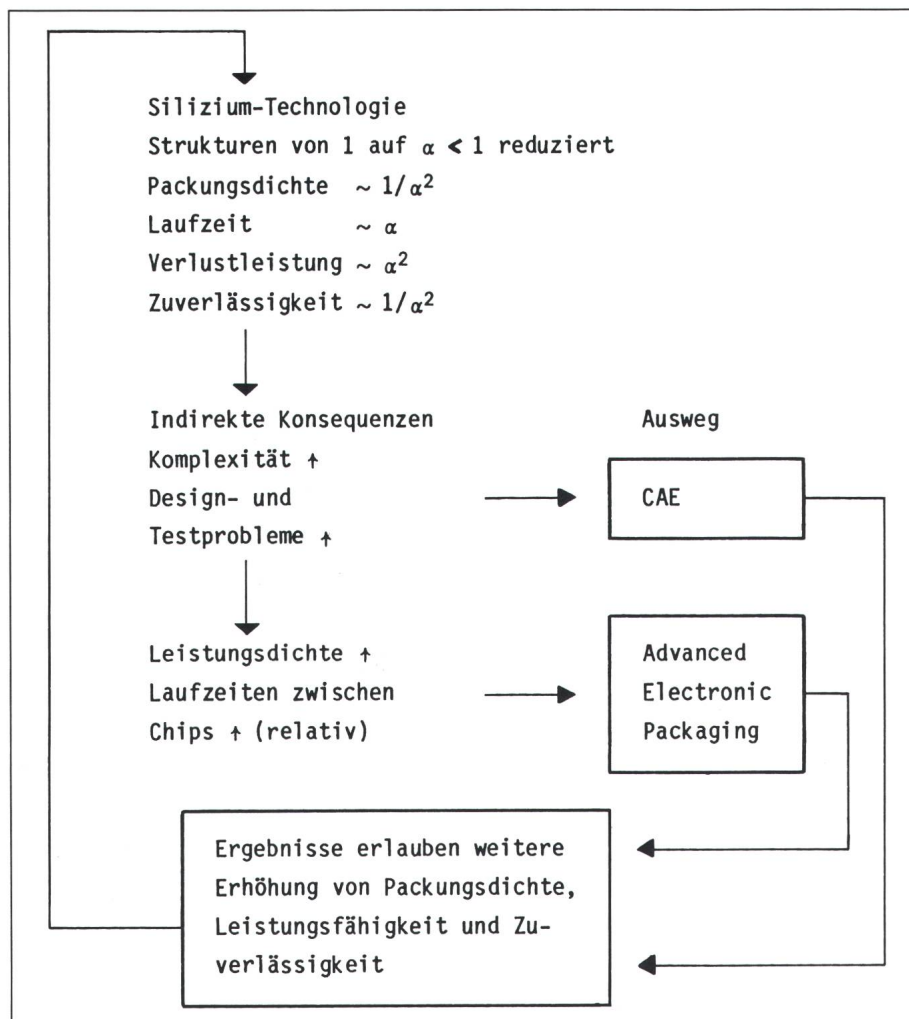 Silizium-Technologie
Strukturen von 1 auf α < 1 reduziert
Packungsdichte ~ 1/α²
Laufzeit ~ α
Verlustleistung ~ α²
Zuverlässigkeit ~ 1/α²
Indirekte Konsequenzen
Komplexität ↑
Design- und
Testprobleme ↑
Ausweg
CAE
Leistungsdichte ↑
Laufzeiten zwischen
Chips ↑ (relativ)
Advanced
Electronic
Packaging
Ergebnisse erlauben weitere
Erhöhung von Packungsdichte,
Leistungsfähigkeit und Zu-
verlässigkeit